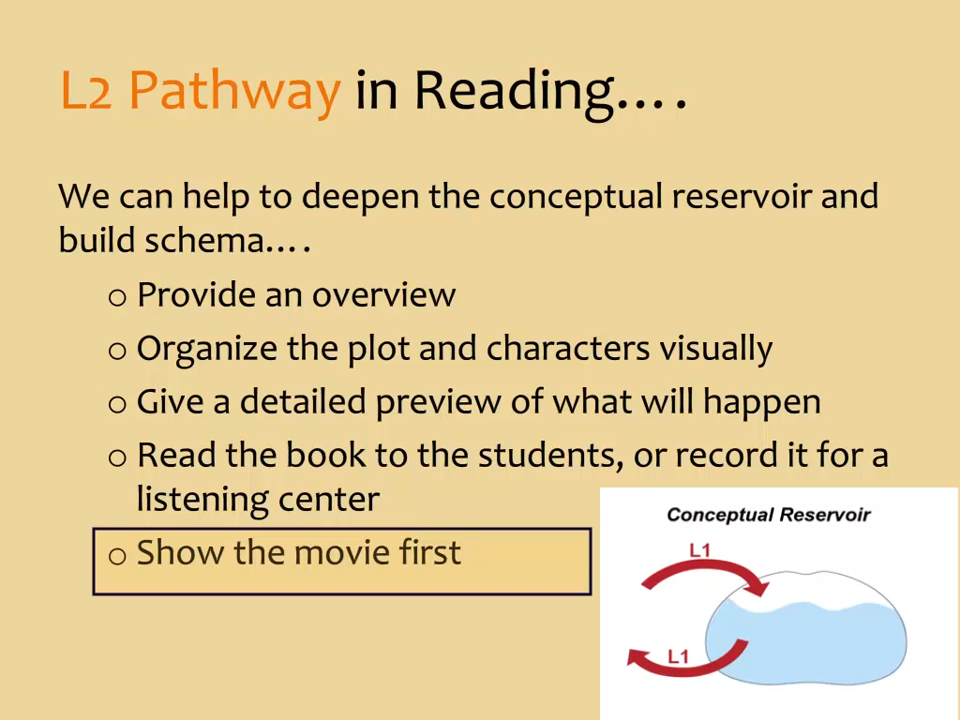 L2 Pathway in Reading….
We can help to deepen the conceptual reservoir and
build schema….
o Provide an overview
o Organize the plot and characters visually
o Give a detailed preview of what will happen
o Read the book to the students, or record it for a
listening center
o Show the movie first
Conceptual Reservoir
L1
L1